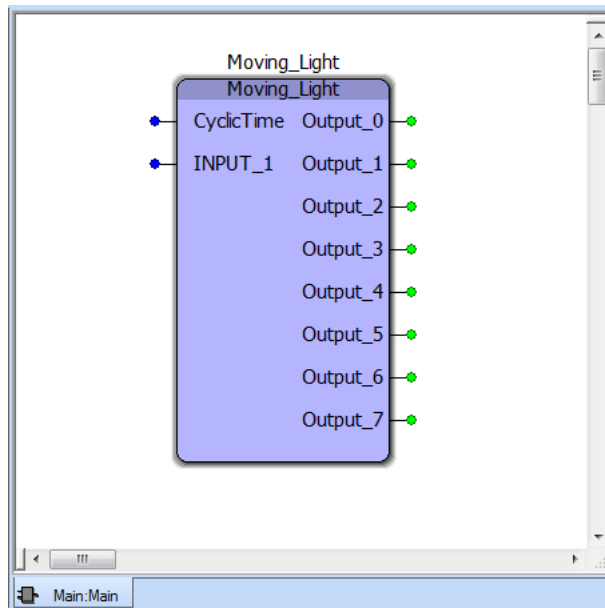 Moving_Light
Moving_Light
CyclicTime Output_0
INPUT_1 Output_1
Output_2
Output_3
Output_4
Output_5
Output_6
Output_7
Main:Main